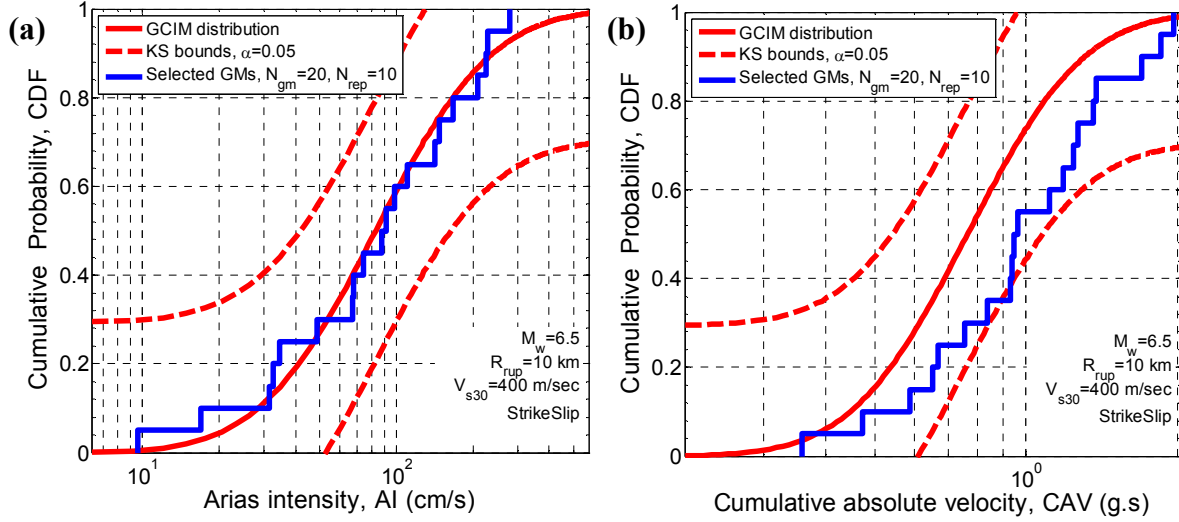 (a)
GCIM distribution
KS bounds, α=0.05
Selected GMs, N_gm=20, N_rep=10
1
0.8
0.6
0.4
0.2
0
Cumulative Probability, CDF
M_w=6.5
R_rup=10 km
V_s30=400 m/sec
StrikeSlip
10^1
10^2
Arias intensity, AI (cm/s)
(b)
GCIM distribution
KS bounds, α=0.05
Selected GMs, N_gm=20, N_rep=10
1
0.8
0.6
0.4
0.2
0
Cumulative Probability, CDF
M_w=6.5
R_rup=10 km
V_s30=400 m/sec
StrikeSlip
10^0
Cumulative absolute velocity, CAV (g.s)